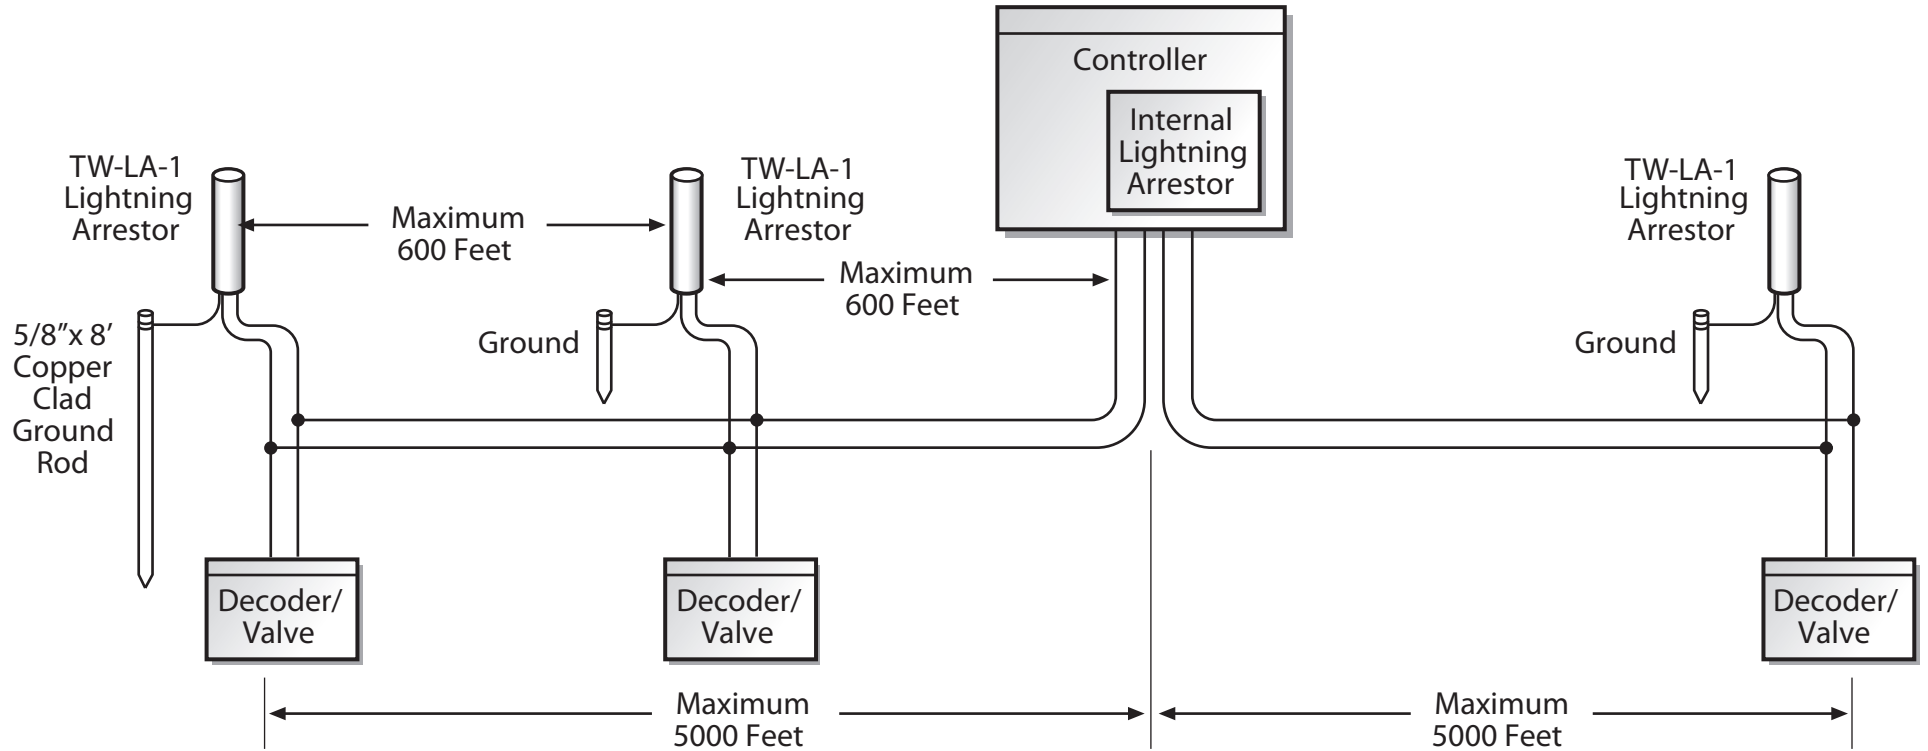 Controller
Internal
Lightning
Arrestor
TW-LA-1
Lightning
Arrestor
Maximum
600 Feet
TW-LA-1
Lightning
Arrestor
Maximum
600 Feet
TW-LA-1
Lightning
Arrestor
5/8”x 8’
Copper
Clad
Ground
Rod
Ground
Ground
Decoder/
Valve
Decoder/
Valve
Decoder/
Valve
Maximum
5000 Feet
Maximum
5000 Feet